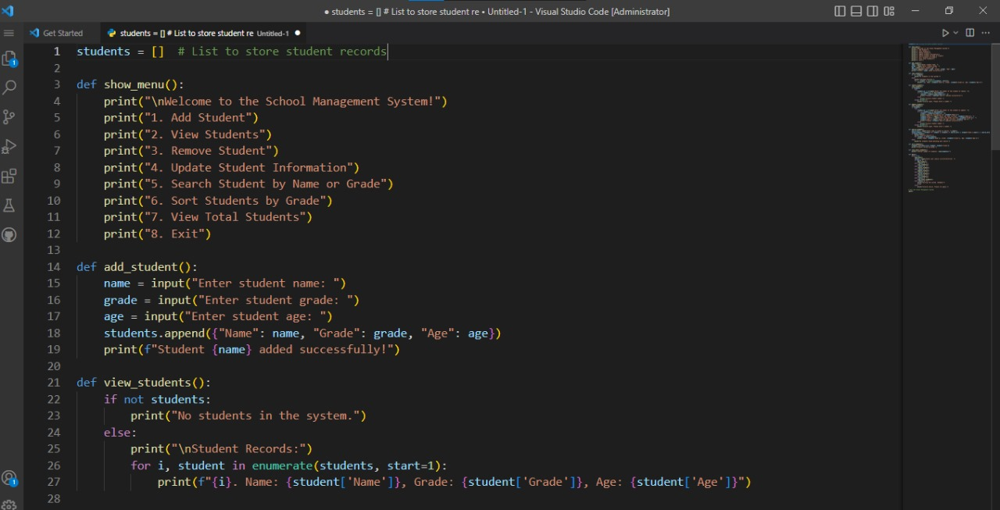 ● students = [] # List to store student re • Untitled-1 - Visual Studio Code [Administrator]
Get Started
students = [] # List to store student re Untitled-1 ●
1 students = []  # List to store student records
2
3 def show_menu():
4     print("\nWelcome to the School Management System!")
5     print("1. Add Student")
6     print("2. View Students")
7     print("3. Remove Student")
8     print("4. Update Student Information")
9     print("5. Search Student by Name or Grade")
10     print("6. Sort Students by Grade")
11     print("7. View Total Students")
12     print("8. Exit")
13
14 def add_student():
15     name = input("Enter student name: ")
16     grade = input("Enter student grade: ")
17     age = input("Enter student age: ")
18     students.append({"Name": name, "Grade": grade, "Age": age})
19     print(f"Student {name} added successfully!")
20
21 def view_students():
22     if not students:
23         print("No students in the system.")
24     else:
25         print("\nStudent Records:")
26         for i, student in enumerate(students, start=1):
27             print(f"{i}. Name: {student['Name']}, Grade: {student['Grade']}, Age: {student['Age']}")
28
1
1